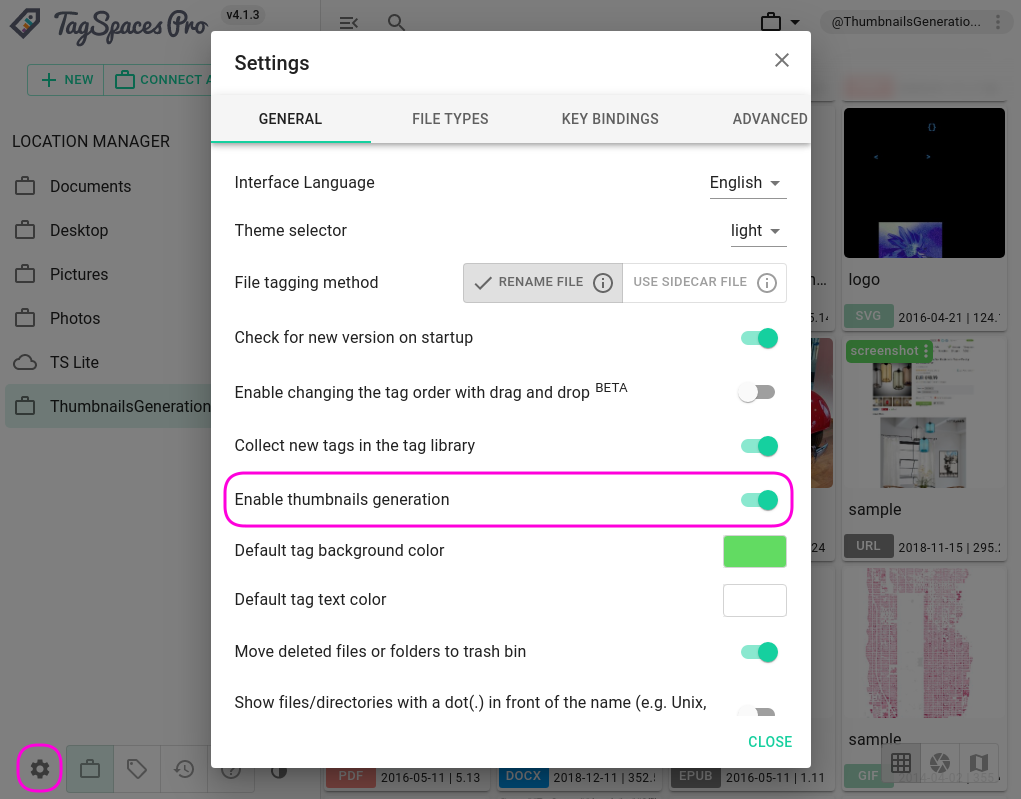 TagSpaces Pro
v4.1.3
@ThumbnailsGeneratio...
NEW
CONNECT A
LOCATION MANAGER
Documents
Desktop
Pictures
Photos
TS Lite
ThumbnailsGeneration
Settings
GENERAL
FILE TYPES
KEY BINDINGS
ADVANCED
Interface Language
English
Theme selector
light
File tagging method
RENAME FILE
USE SIDECAR FILE
Check for new version on startup
Enable changing the tag order with drag and drop BETA
Collect new tags in the tag library
Enable thumbnails generation
Default tag background color
Default tag text color
Move deleted files or folders to trash bin
Show files/directories with a dot(.) in front of the name (e.g. Unix,
CLOSE
logo
SVG
2016-04-21 | 124.
screenshot
sample
URL
2018-11-15 | 295.
24
sample
GIF
PDF
2016-05-11 | 5.13
DOCX
2018-12-11 | 352.
EPUB
2016-05-11 | 1.11